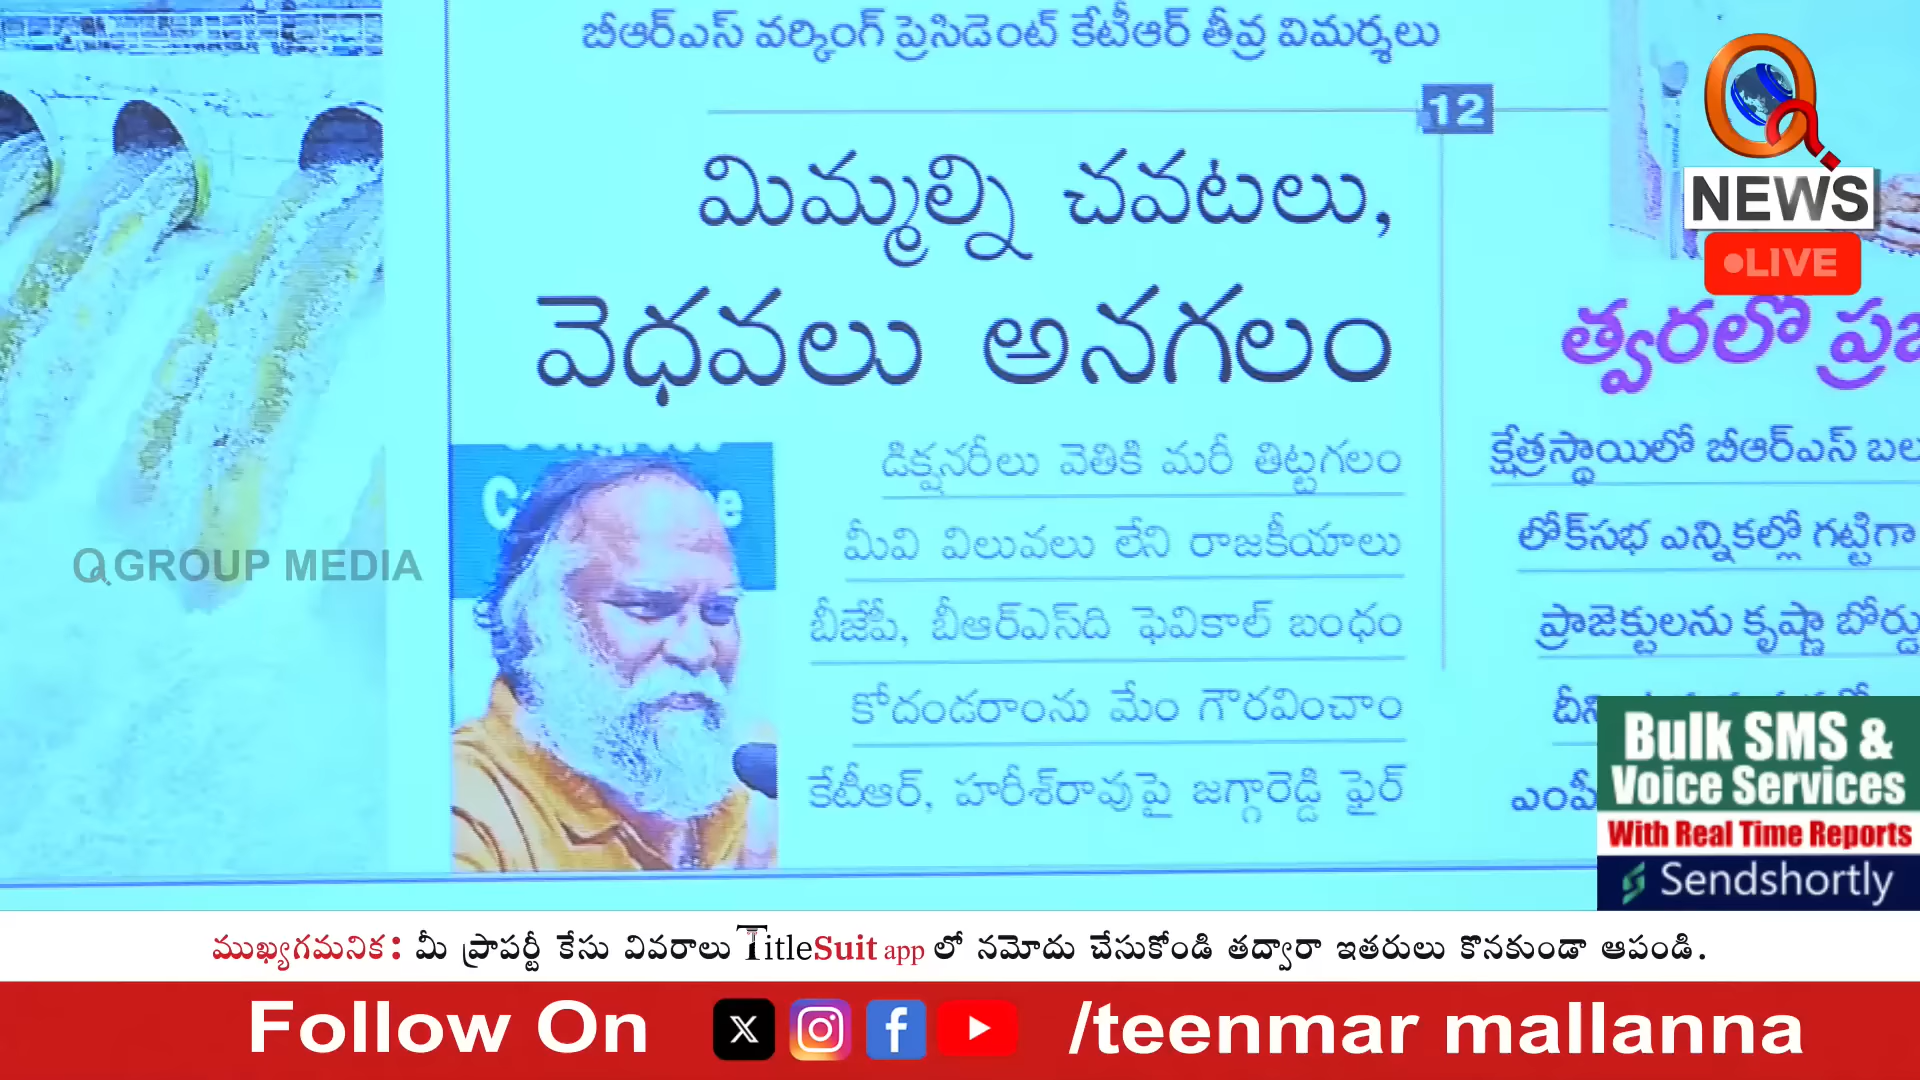 బీఆర్ఎస్ వర్కింగ్ ప్రెసిడెంట్ కేటీఆర్ తీవ్ర విమర్శలు
12
మిమ్మల్ని చవటలు,
వెధవలు అనగలం
డిక్షనరీలు వెతికి మరీ తిట్టగలం
మీవి విలువలు లేని రాజకీయాలు
బీజేపీ, బీఆర్ఎస్‌ది ఫెవికాల్ బంధం
కోదండరాంను మేం గౌరవించాం
కేటీఆర్, హరీశ్‌రావుపై జగ్గారెడ్డి ఫైర్
త్వరలో
క్షేత్రస్థాయిలో బీఆర్ఎస్
లోక్‌సభ ఎన్నికల్లో గట్టిగా
ప్రాజెక్టులను కృష్ణా
Q
NEWS
LIVE
Q GROUP MEDIA
Bulk SMS &
Voice Services
With Real Time Reports
Sendshortly
ముఖ్యగమనిక: మీ ప్రాపర్టీ కేసు వివరాలు TitleSuit app లో నమోదు చేసుకోండి తద్వారా ఇతరులు కొనకుండా ఆపండి.
Follow On /teenmar mallanna